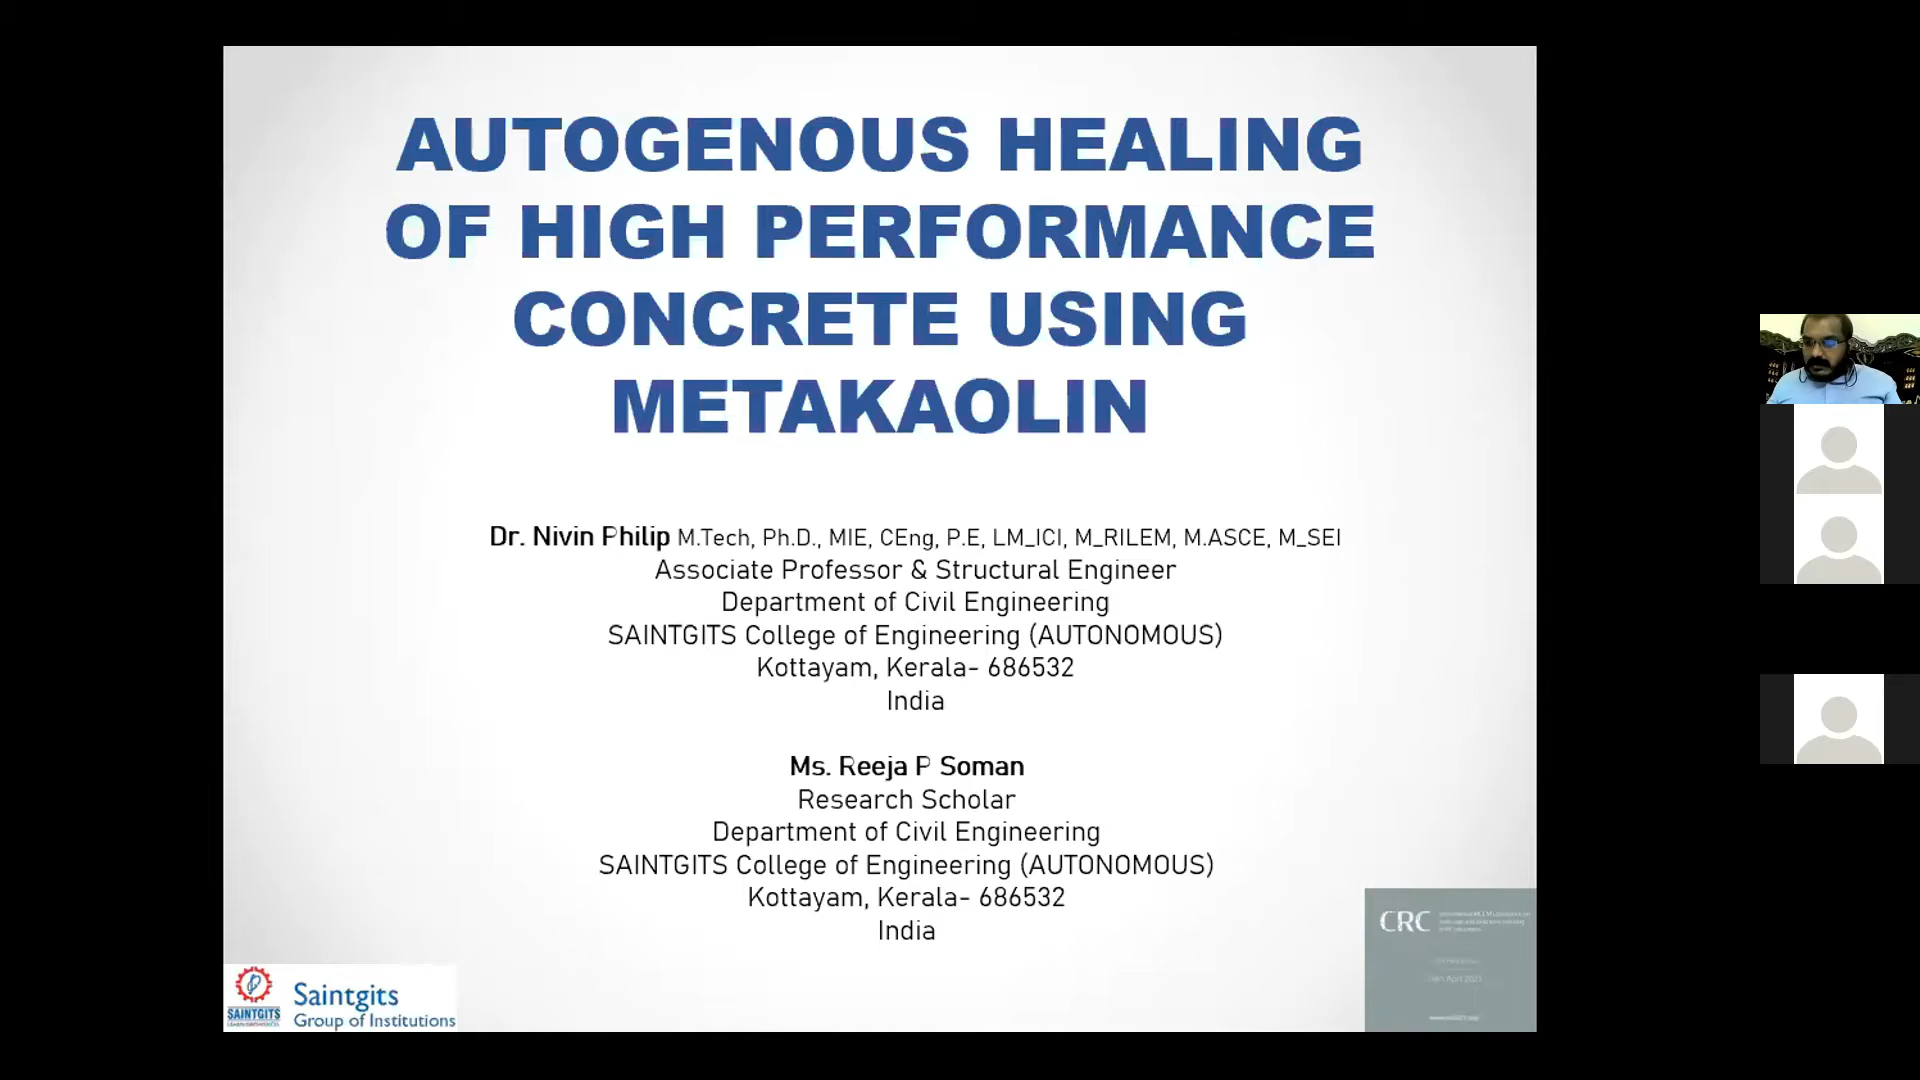 AUTOGENOUS HEALING
OF HIGH PERFORMANCE
CONCRETE USING
METAKAOLIN
Dr. Nivin Philip M.Tech, Ph.D., MIE, CEng, P.E, LM_ICI, M_RILEM, M.ASCE, M_SEI
Associate Professor & Structural Engineer
Department of Civil Engineering
SAINTGITS College of Engineering (AUTONOMOUS)
Kottayam, Kerala- 686532
India
Ms. Reeja P Soman
Research Scholar
Department of Civil Engineering
SAINTGITS College of Engineering (AUTONOMOUS)
Kottayam, Kerala- 686532
India
SAINTGITS
Saintgits
Group of Institutions
CRC